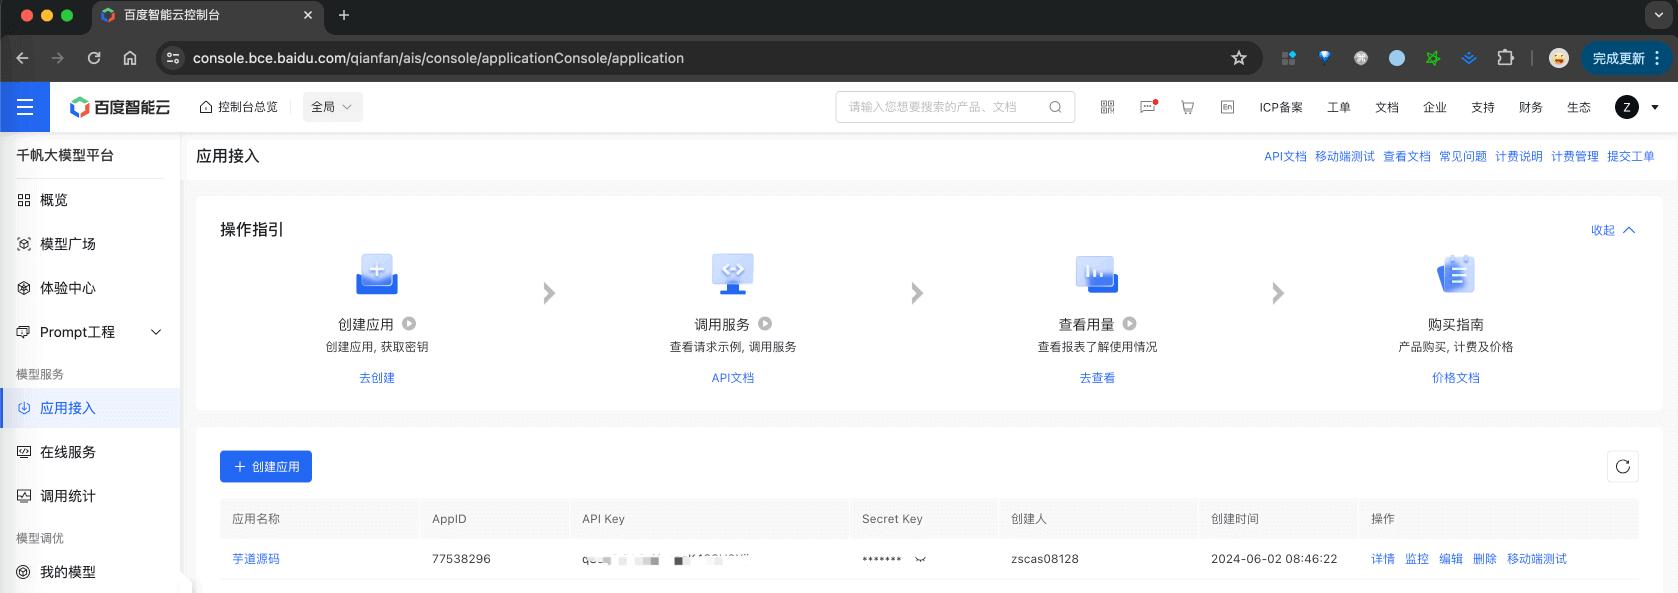 百度智能云控制台
console.bce.baidu.com/qianfan/ais/console/applicationConsole/application
完成更新
百度智能云
控制台总览
全局
请输入您想要搜索的产品、文档
En
ICP备案
工单
文档
企业
支持
财务
生态
Z
千帆大模型平台
概览
模型广场
体验中心
Prompt工程
模型服务
应用接入
在线服务
调用统计
模型调优
我的模型
应用接入
API文档 移动端测试 查看文档 常见问题 计费说明 计费管理 提交工单
操作指引
收起
创建应用
创建应用, 获取密钥
去创建
调用服务
查看请求示例, 调用服务
API文档
查看用量
查看报表了解使用情况
去查看
购买指南
产品购买, 计费及价格
价格文档
创建应用
应用名称 AppID API Key Secret Key 创建人 创建时间 操作
芋道源码 77538296 ******* zscas08128 2024-06-02 08:46:22 详情 监控 编辑 删除 移动端测试